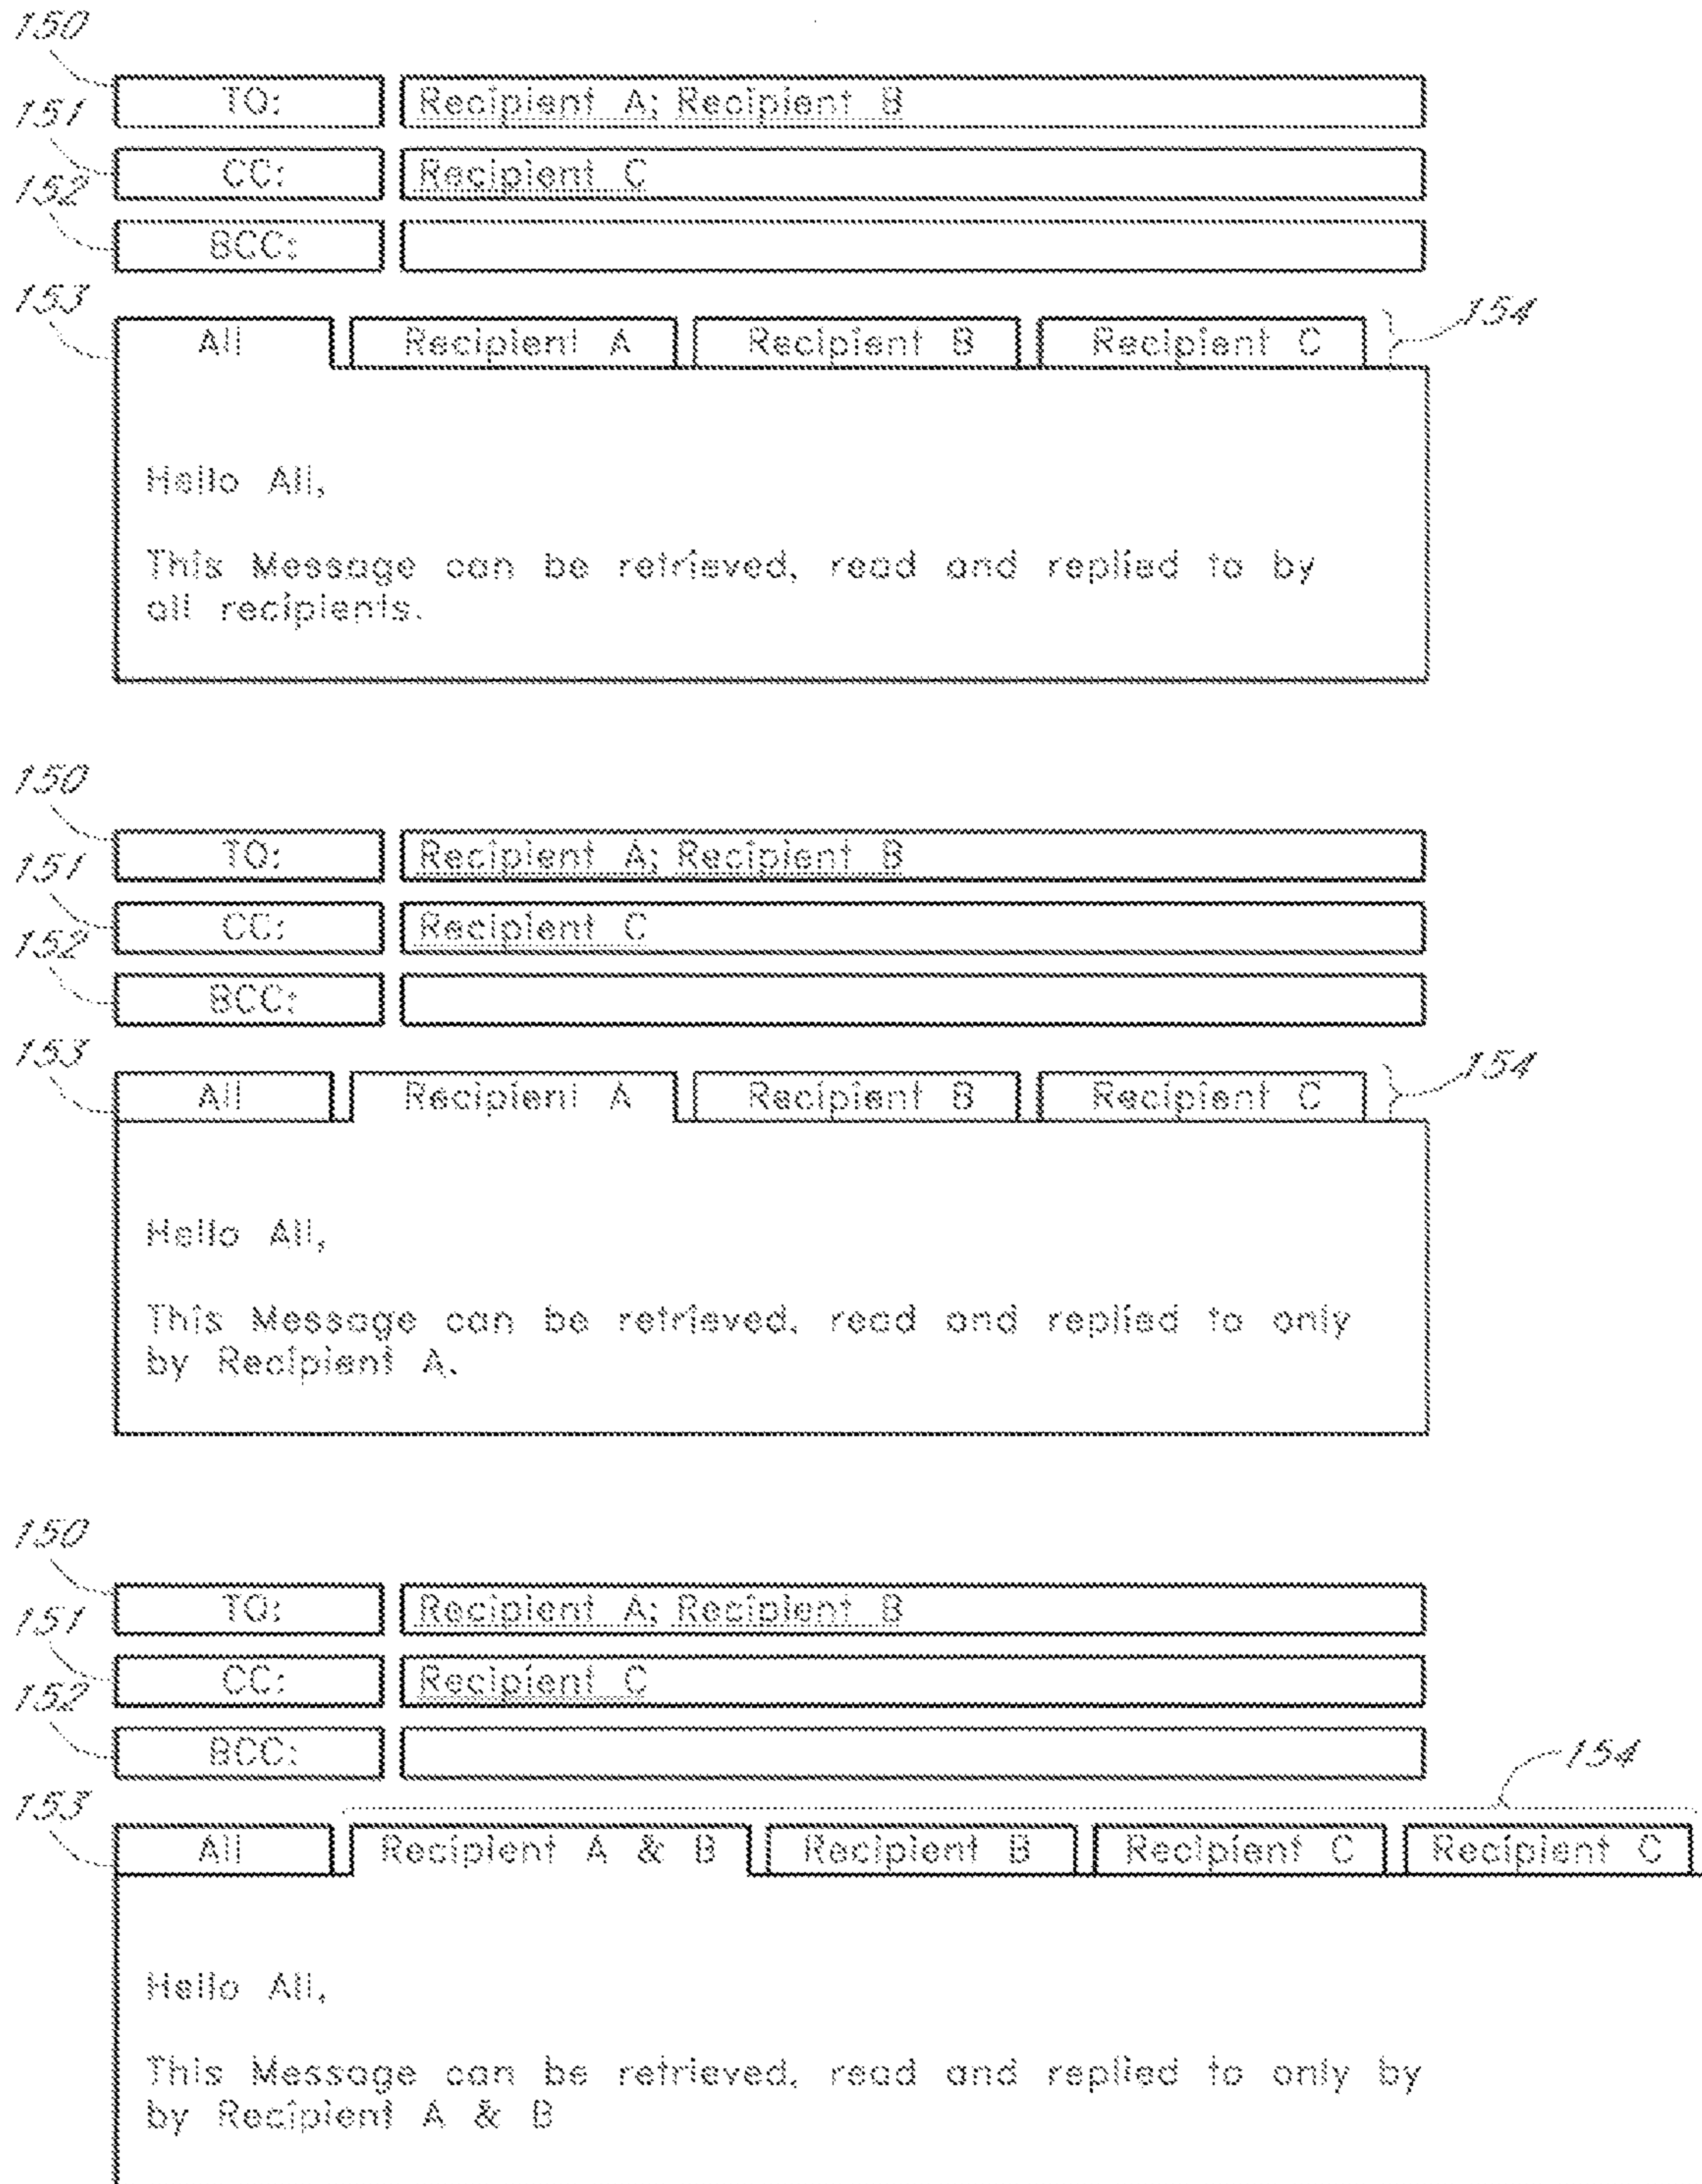 150
TO: Recipient A; Recipient B
151
CC: Recipient C
152
BCC:
153
All Recipient A Recipient B Recipient C 154
Hello All,
This Message can be retrieved, read and replied to by
all recipients.
150
TO: Recipient A; Recipient B
151
CC: Recipient C
152
BCC:
153
All Recipient A Recipient B Recipient C 154
Hello All,
This Message can be retrieved, read and replied to only
by Recipient A.
150
TO: Recipient A; Recipient B
151
CC: Recipient C
152
BCC:
154
153
All Recipient A & B Recipient B Recipient C Recipient C
Hello All,
This Message can be retrieved, read and replied to only by
by Recipient A & B